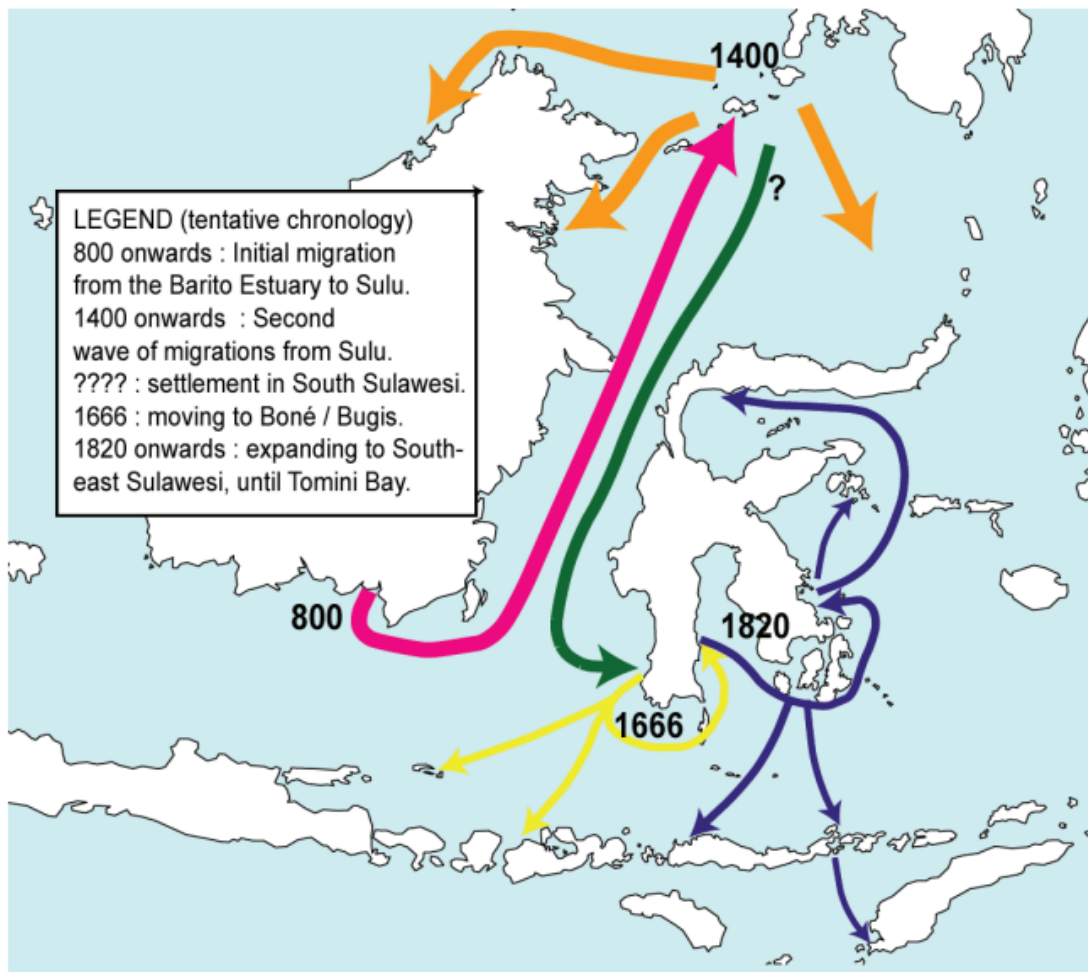 1400
?
LEGEND (tentative chronology)
800 onwards : Initial migration
from the Barito Estuary to Sulu.
1400 onwards  : Second
wave of migrations from Sulu.
???? : settlement in South Sulawesi.
1666 : moving to Boné / Bugis.
1820 onwards : expanding to South-
east Sulawesi, until Tomini Bay.
800
1820
1666